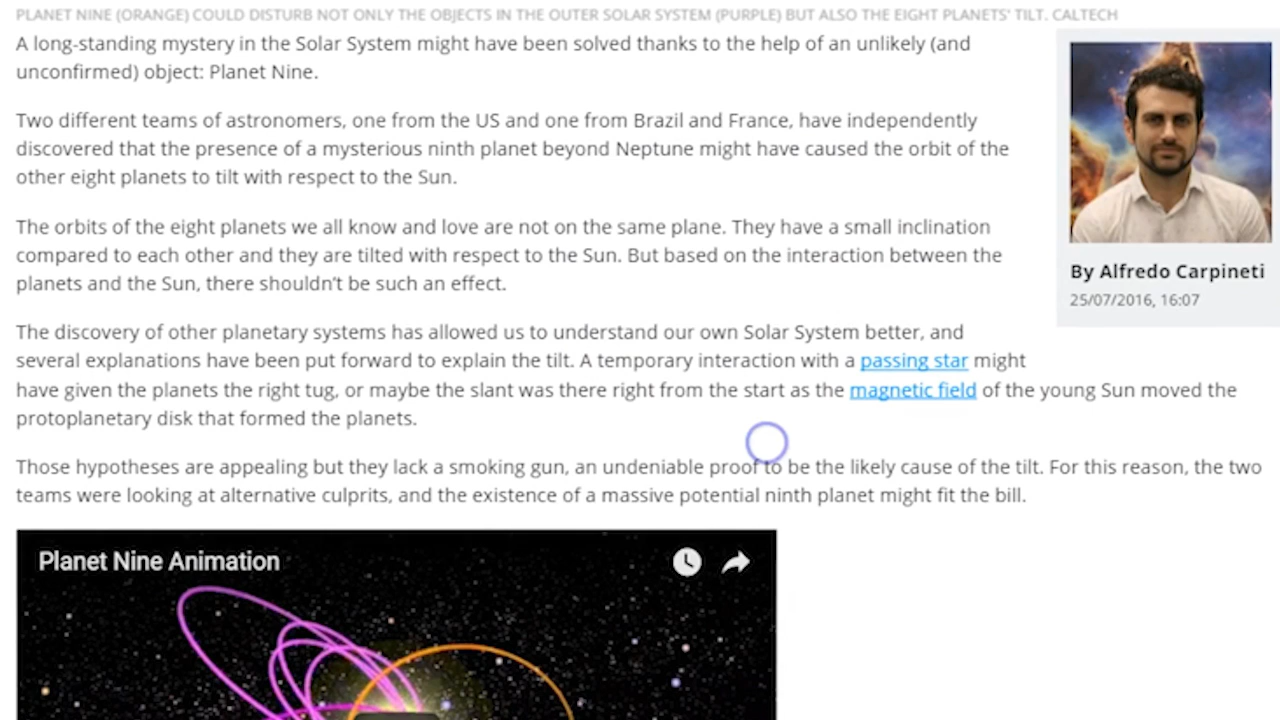 PLANET NINE (ORANGE) COULD DISTURB NOT ONLY THE OBJECTS IN THE OUTER SOLAR SYSTEM (PURPLE) BUT ALSO THE EIGHT PLANETS' TILT. CALTECH
A long-standing mystery in the Solar System might have been solved thanks to the help of an unlikely (and
unconfirmed) object: Planet Nine.
Two different teams of astronomers, one from the US and one from Brazil and France, have independently
discovered that the presence of a mysterious ninth planet beyond Neptune might have caused the orbit of the
other eight planets to tilt with respect to the Sun.
The orbits of the eight planets we all know and love are not on the same plane. They have a small inclination
compared to each other and they are tilted with respect to the Sun. But based on the interaction between the
planets and the Sun, there shouldn't be such an effect.
The discovery of other planetary systems has allowed us to understand our own Solar System better, and
several explanations have been put forward to explain the tilt. A temporary interaction with a passing star might
have given the planets the right tug, or maybe the slant was there right from the start as the magnetic field of the young Sun moved the
protoplanetary disk that formed the planets.
Those hypotheses are appealing but they lack a smoking gun, an undeniable proof to be the likely cause of the tilt. For this reason, the two
teams were looking at alternative culprits, and the existence of a massive potential ninth planet might fit the bill.
By Alfredo Carpineti
25/07/2016, 16:07
Planet Nine Animation